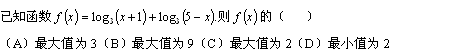 已知函数 f(x)=log₃(x+1)+log₃(5−x).则 f(x)的（  ）
（A）最大值为 3（B）最大值为 9（C）最大值为 2（D）最小值为 2